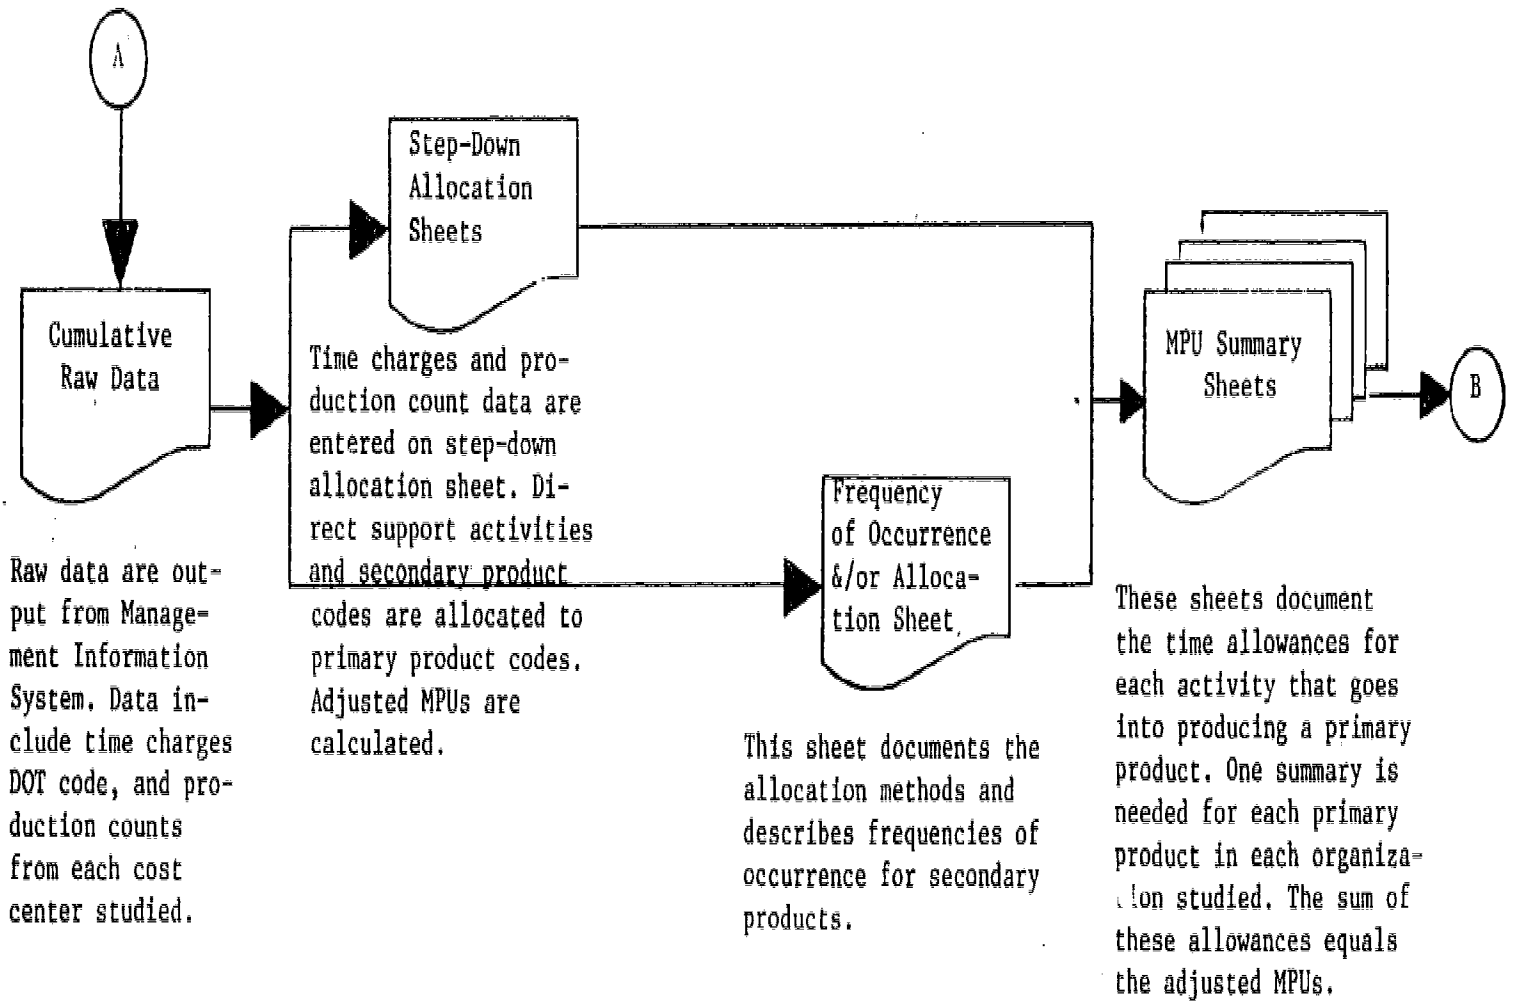 A
Cumulative
Raw Data
Raw data are out-
put from Manage-
ment Information
System. Data in-
clude time charges
DOT code, and pro-
duction counts
from each cost
center studied.
Step-Down
Allocation
Sheets
Time charges and pro-
duction count data are
entered on step-down
allocation sheet. Di-
rect support activities
and secondary product
codes are allocated to
primary product codes.
Adjusted MPUs are
calculated.
Frequency
of Occurrence
&/or Alloca-
tion Sheet
This sheet documents the
allocation methods and
describes frequencies of
occurrence for secondary
products.
MPU Summary
Sheets
B
These sheets document
the time allowances for
each activity that goes
into producing a primary
product. One summary is
needed for each primary
product in each organiza-
tion studied. The sum of
these allowances equals
the adjusted MPUs.